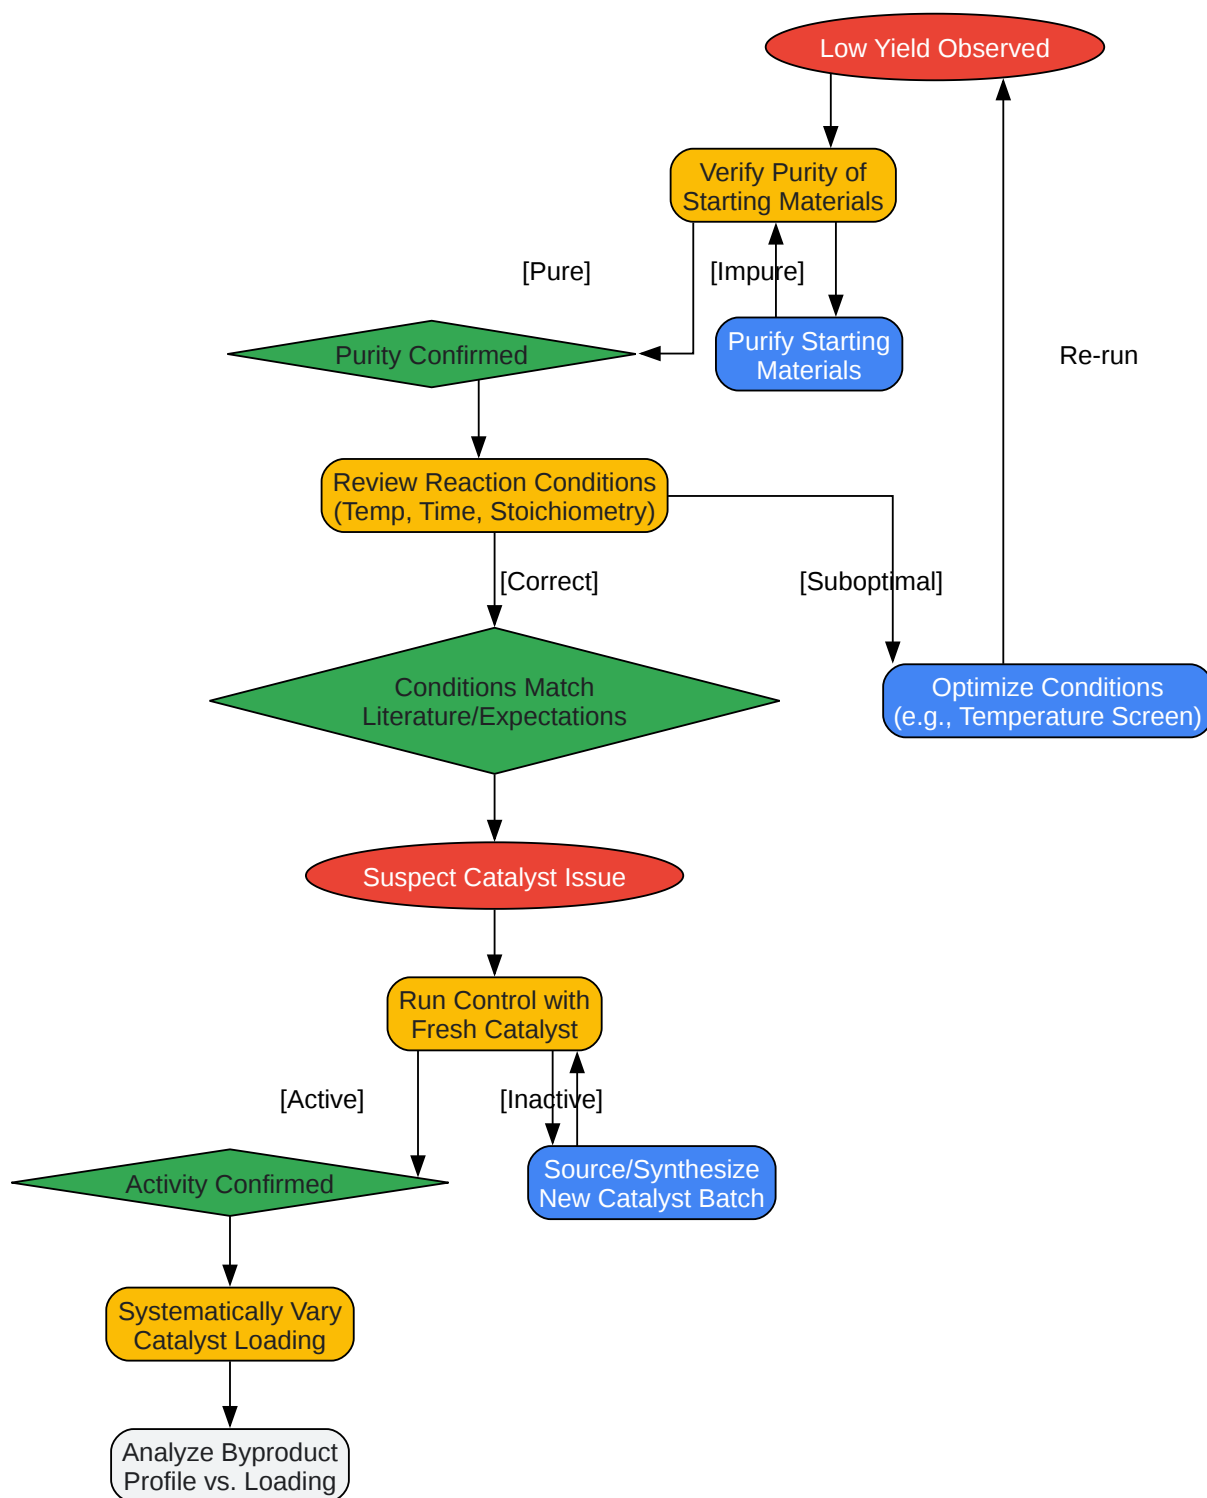 Low Yield Observed
Verify Purity of
Starting Materials
[Pure]
[Impure]
Purity Confirmed
Purify Starting
Materials
Re-run
Review Reaction Conditions
(Temp, Time, Stoichiometry)
[Correct]
[Suboptimal]
Conditions Match
Literature/Expectations
Optimize Conditions
(e.g., Temperature Screen)
Suspect Catalyst Issue
Run Control with
Fresh Catalyst
[Active]
[Inactive]
Activity Confirmed
Source/Synthesize
New Catalyst Batch
Systematically Vary
Catalyst Loading
Analyze Byproduct
Profile vs. Loading